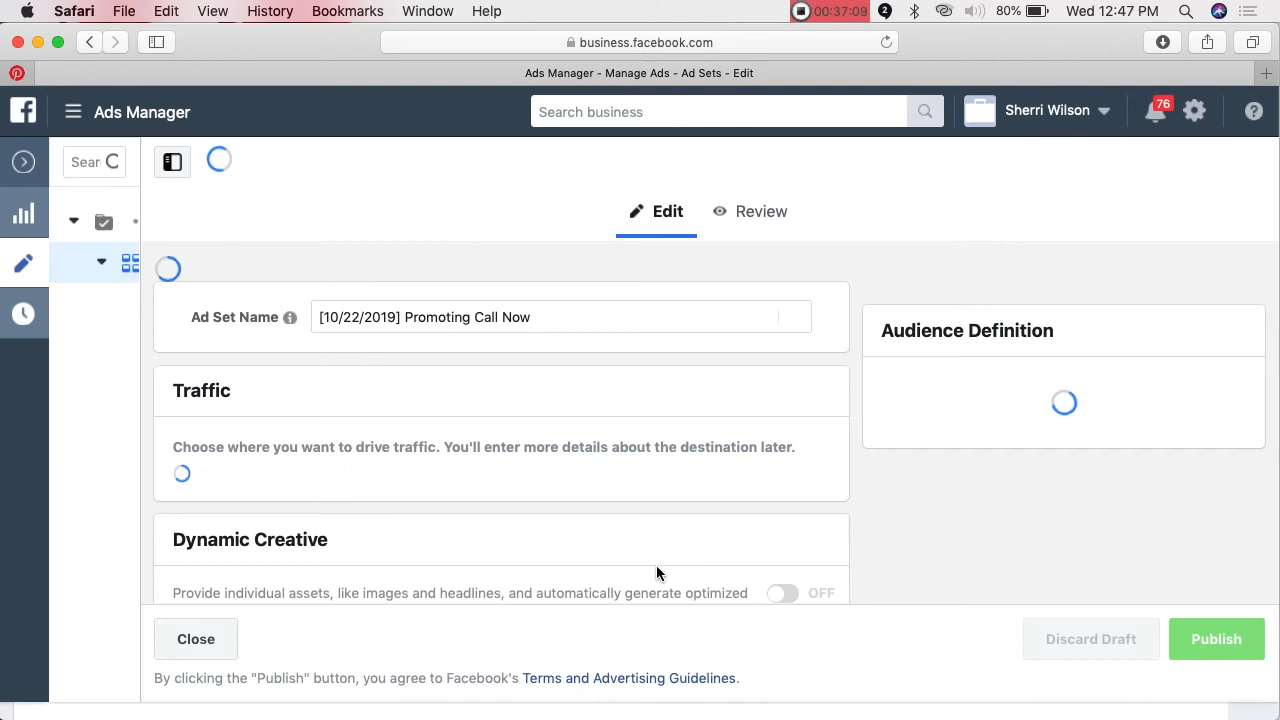 Safari File Edit View History Bookmarks Window Help 00:37:09 2 80% Wed 12:47 PM
business.facebook.com
Ads Manager - Manage Ads - Ad Sets - Edit
Ads Manager Search business Sherri Wilson 76
Sear
Edit Review
Ad Set Name [10/22/2019] Promoting Call Now
Audience Definition
Traffic
Choose where you want to drive traffic. You'll enter more details about the destination later.
Dynamic Creative
Provide individual assets, like images and headlines, and automatically generate optimized OFF
Close Discard Draft Publish
By clicking the "Publish" button, you agree to Facebook's Terms and Advertising Guidelines.